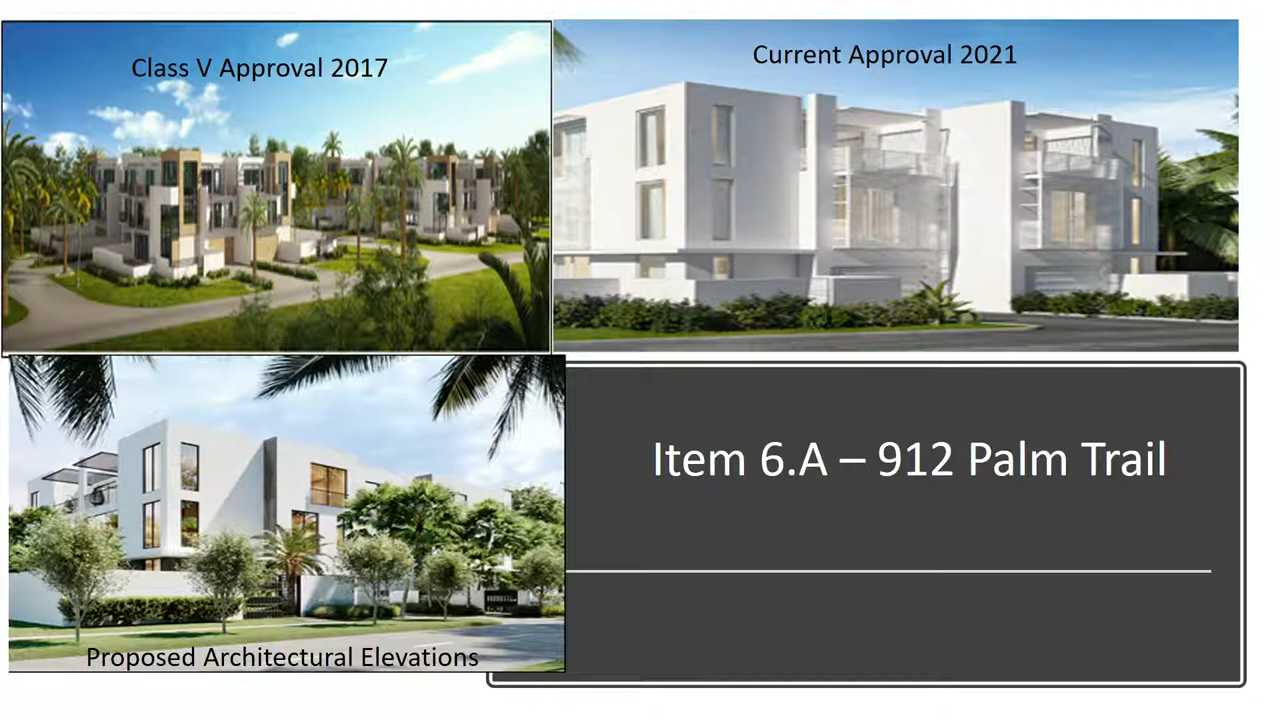 Class V Approval 2017
Current Approval 2021
Item 6.A – 912 Palm Trail
Proposed Architectural Elevations